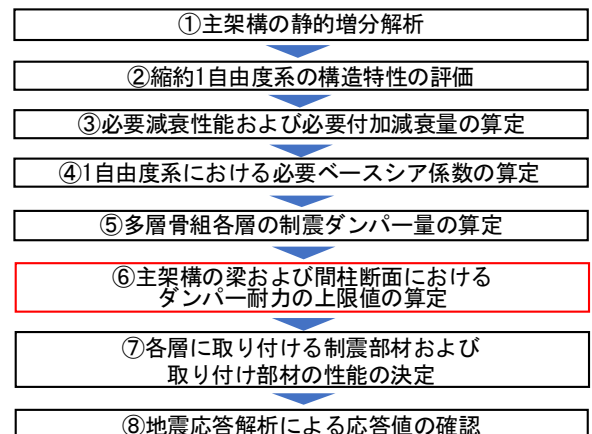 ①主架構の静的増分解析
②縮約1自由度系の構造特性の評価
③必要減衰性能および必要付加減衰量の算定
④1自由度系における必要ベースシア係数の算定
⑤多層骨組各層の制震ダンパー量の算定
⑥主架構の梁および間柱断面における
ダンパー耐力の上限値の算定
⑦各層に取り付ける制震部材および
取り付け部材の性能の決定
⑧地震応答解析による応答値の確認